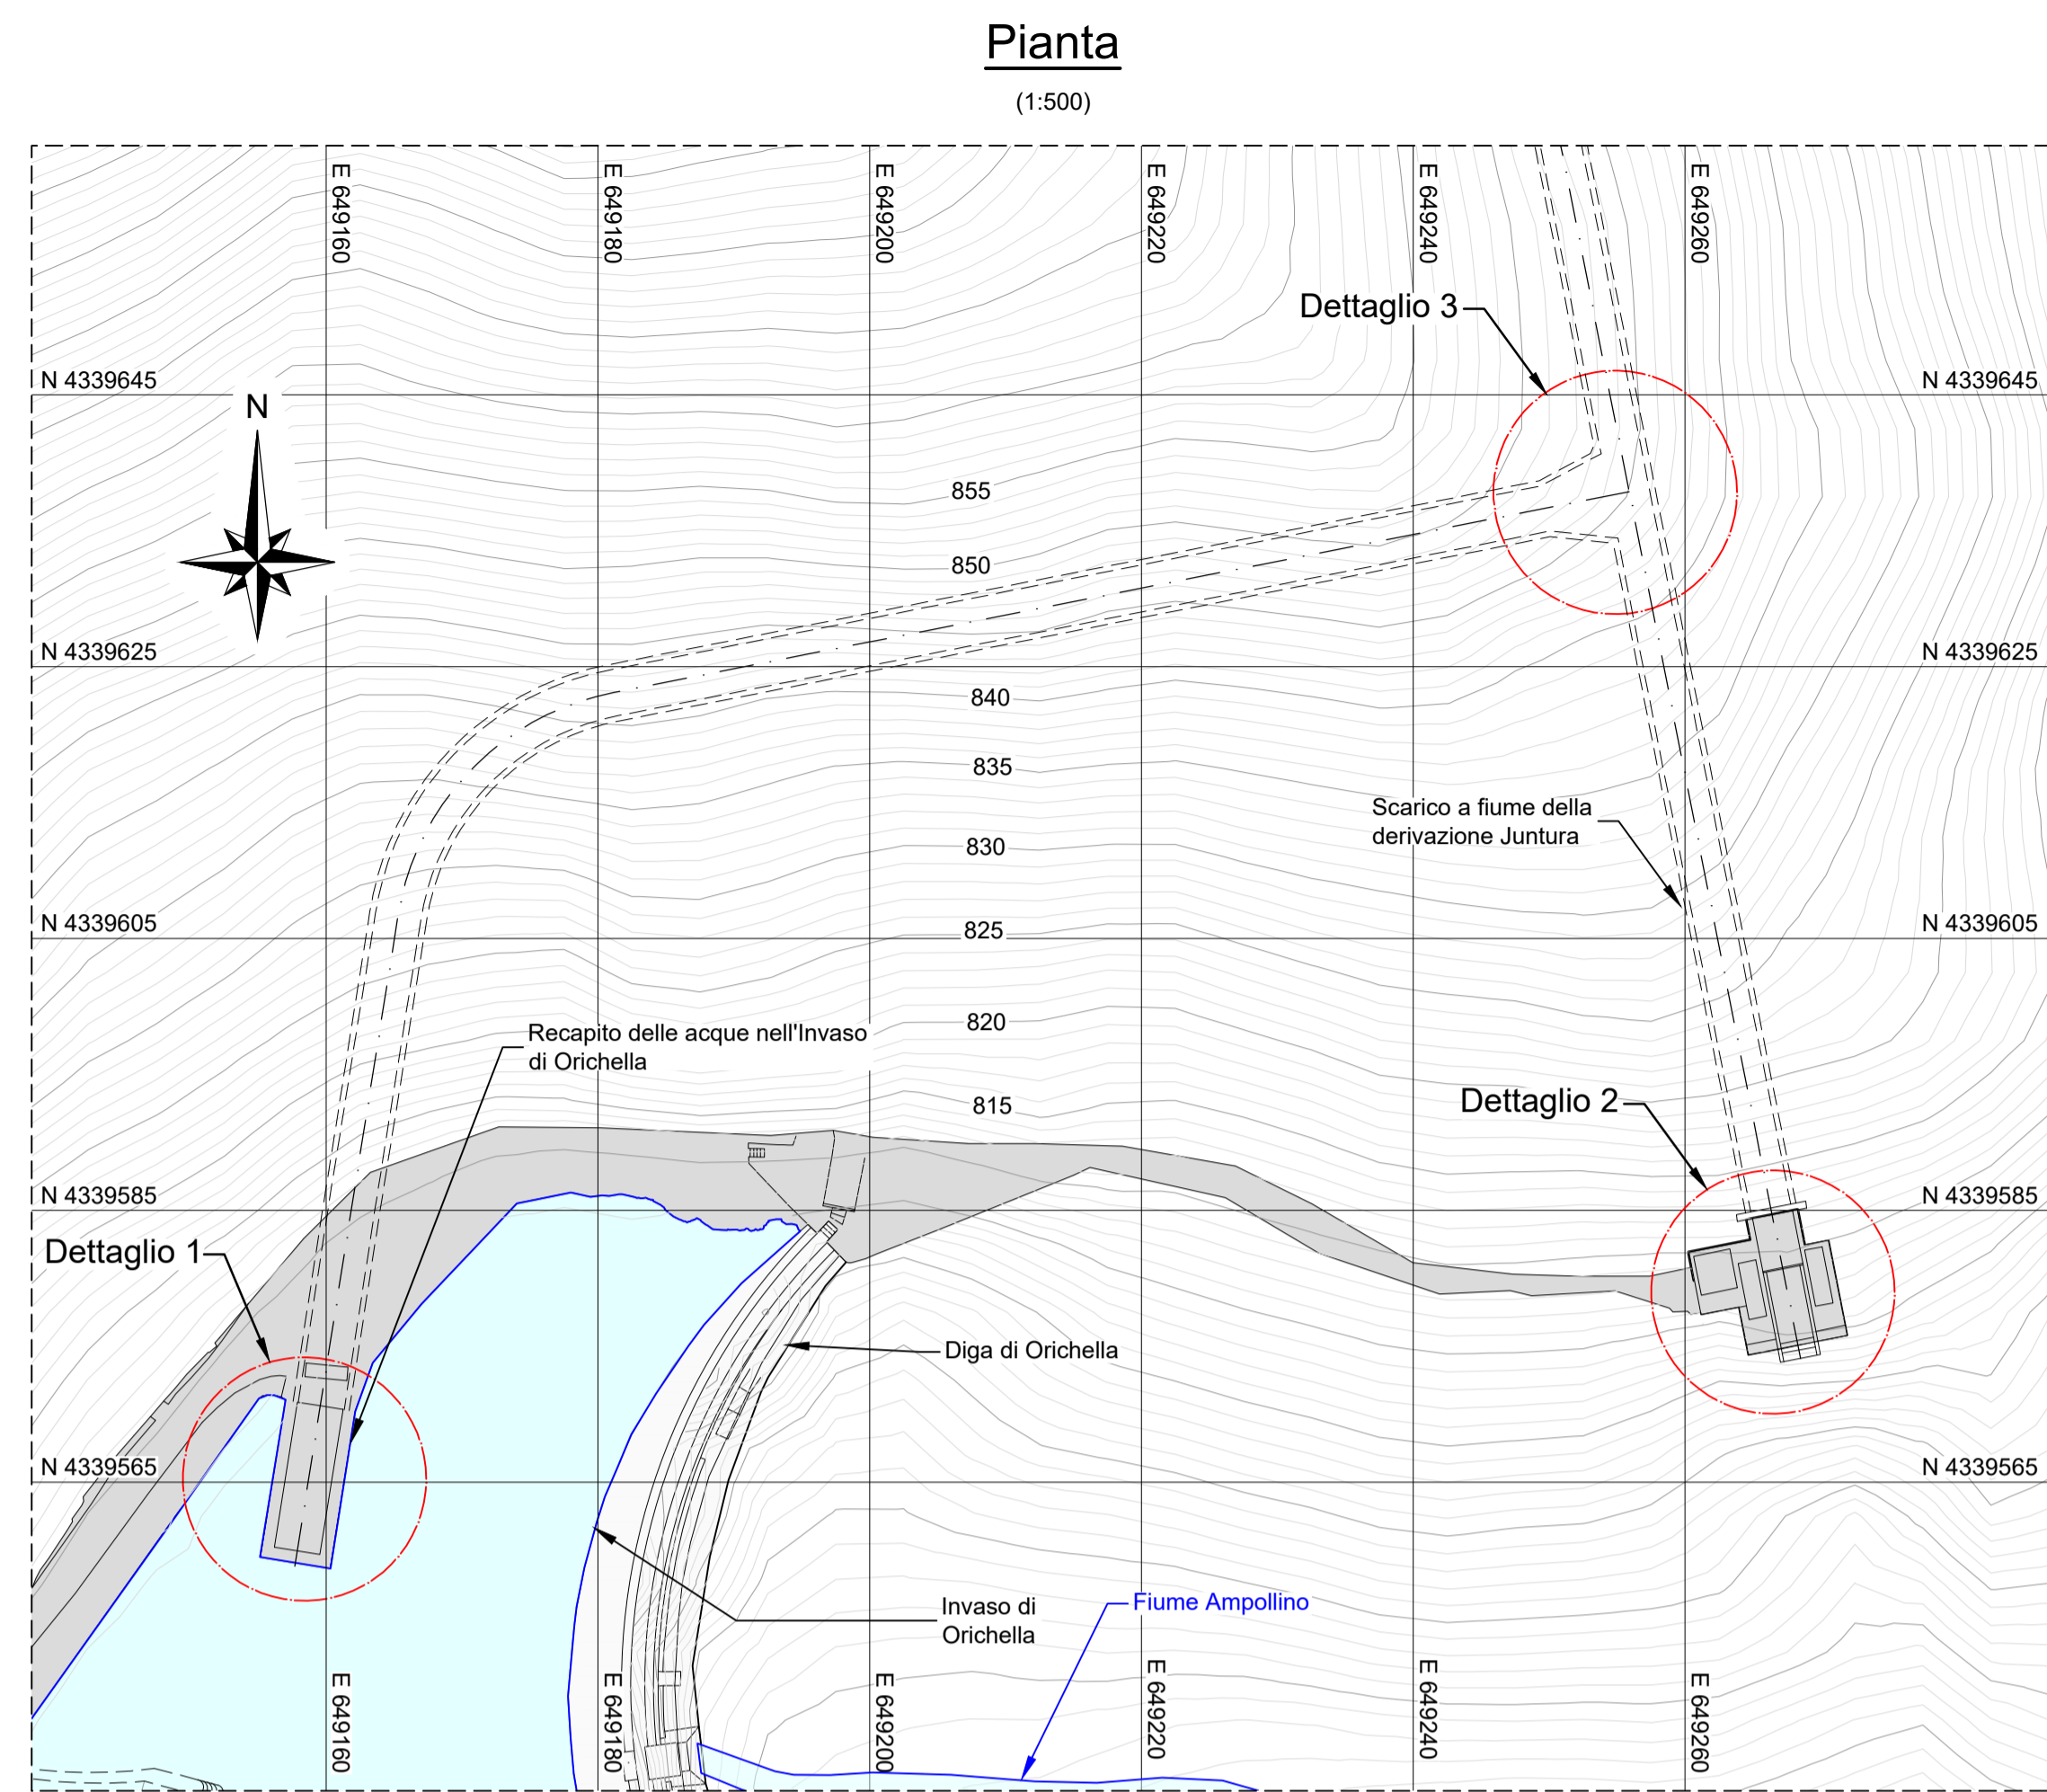 Pianta
(1:500)
E 649160
E 649180
E 649200
E 649220
E 649240
E 649260
Dettaglio 3
N 4339645
N 4339645
N
855
850
N 4339625
N 4339625
840
835
Scarico a fiume della
derivazione Juntura
830
N 4339605
825
N 4339605
820
Recapito delle acque nell'Invaso
di Orichella
815
Dettaglio 2
N 4339585
N 4339585
Dettaglio 1
Diga di Orichella
N 4339565
N 4339565
Invaso di
Orichella
Fiume Ampollino
E 649160
E 649180
E 649200
E 649220
E 649240
E 649260